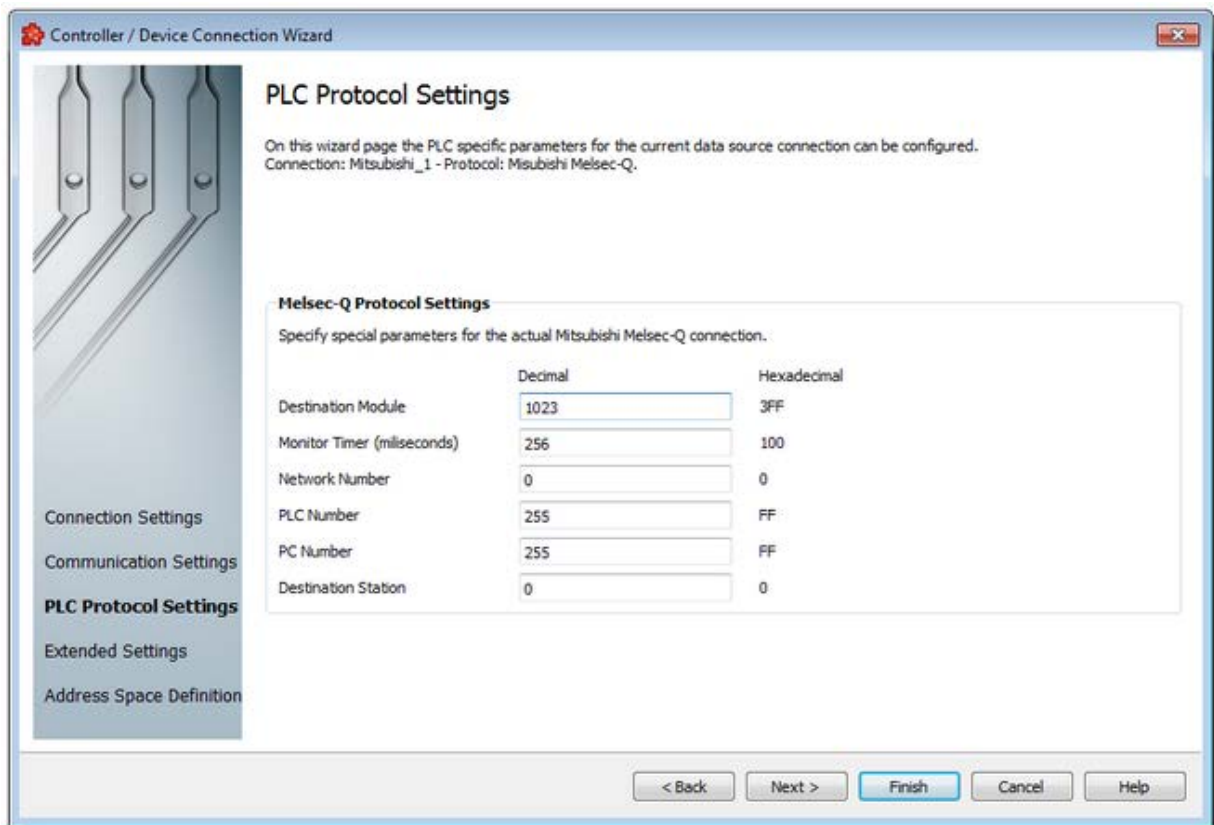 Controller / Device Connection Wizard
PLC Protocol Settings
On this wizard page the PLC specific parameters for the current data source connection can be configured.
Connection: Mitsubishi_1 - Protocol: Misubishi Melsec-Q.
Melsec-Q Protocol Settings
Specify special parameters for the actual Mitsubishi Melsec-Q connection.
Decimal Hexadecimal
Destination Module 1023 3FF
Monitor Timer (miliseconds) 256 100
Network Number 0 0
PLC Number 255 FF
PC Number 255 FF
Destination Station 0 0
Connection Settings
Communication Settings
PLC Protocol Settings
Extended Settings
Address Space Definition
< Back Next > Finish Cancel Help